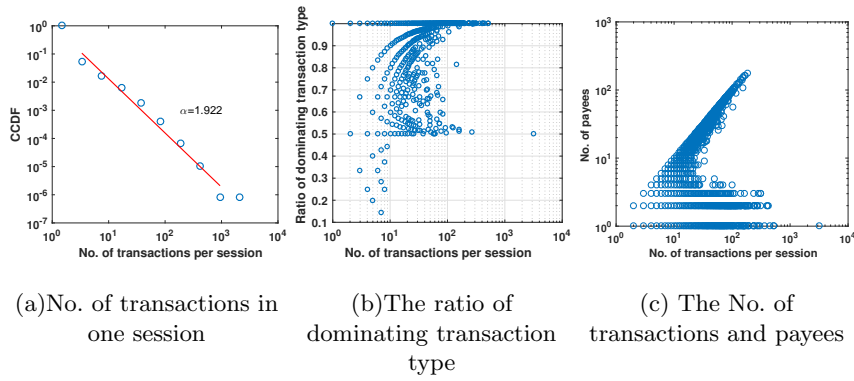 10^0
10^-1
10^-2
10^-3
10^-4
10^-5
10^-6
10^-7
CCDF
α=1.922
10^0 10^1 10^2 10^3 10^4
No. of transactions per session
0.9
0.8
0.7
0.6
0.5
0.4
0.3
0.2
0.1
Ratio of dominating transaction type
10^0 10^1 10^2 10^3 10^4
No. of transactions per session
10^3
10^2
10^1
10^0
No. of payees
10^0 10^1 10^2 10^3 10^4
No. of transactions per session
(a)No. of transactions in
one session
(b)The ratio of
dominating transaction
type
(c) The No. of
transactions and payees